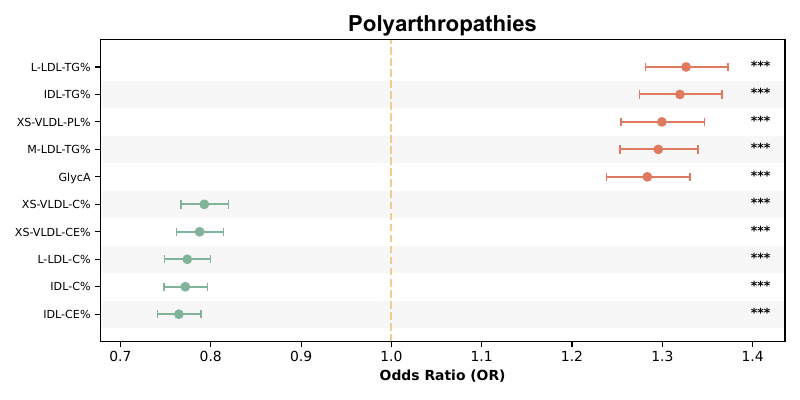 Polyarthropathies
L-LDL-TG% ***
IDL-TG% ***
XS-VLDL-PL% ***
M-LDL-TG% ***
GlycA ***
XS-VLDL-C% ***
XS-VLDL-CE% ***
L-LDL-C% ***
IDL-C% ***
IDL-CE% ***
0.7 0.8 0.9 1.0 1.1 1.2 1.3 1.4
Odds Ratio (OR)